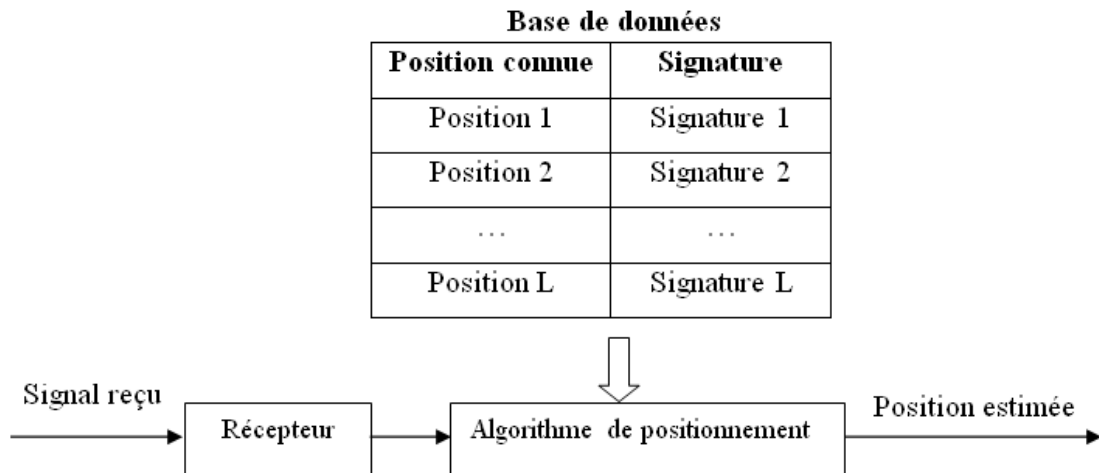 Base de données
Position connue Signature
Position 1 Signature 1
Position 2 Signature 2
... ...
Position L Signature L
Signal reçu
Récepteur
Algorithme de positionnement
Position estimée